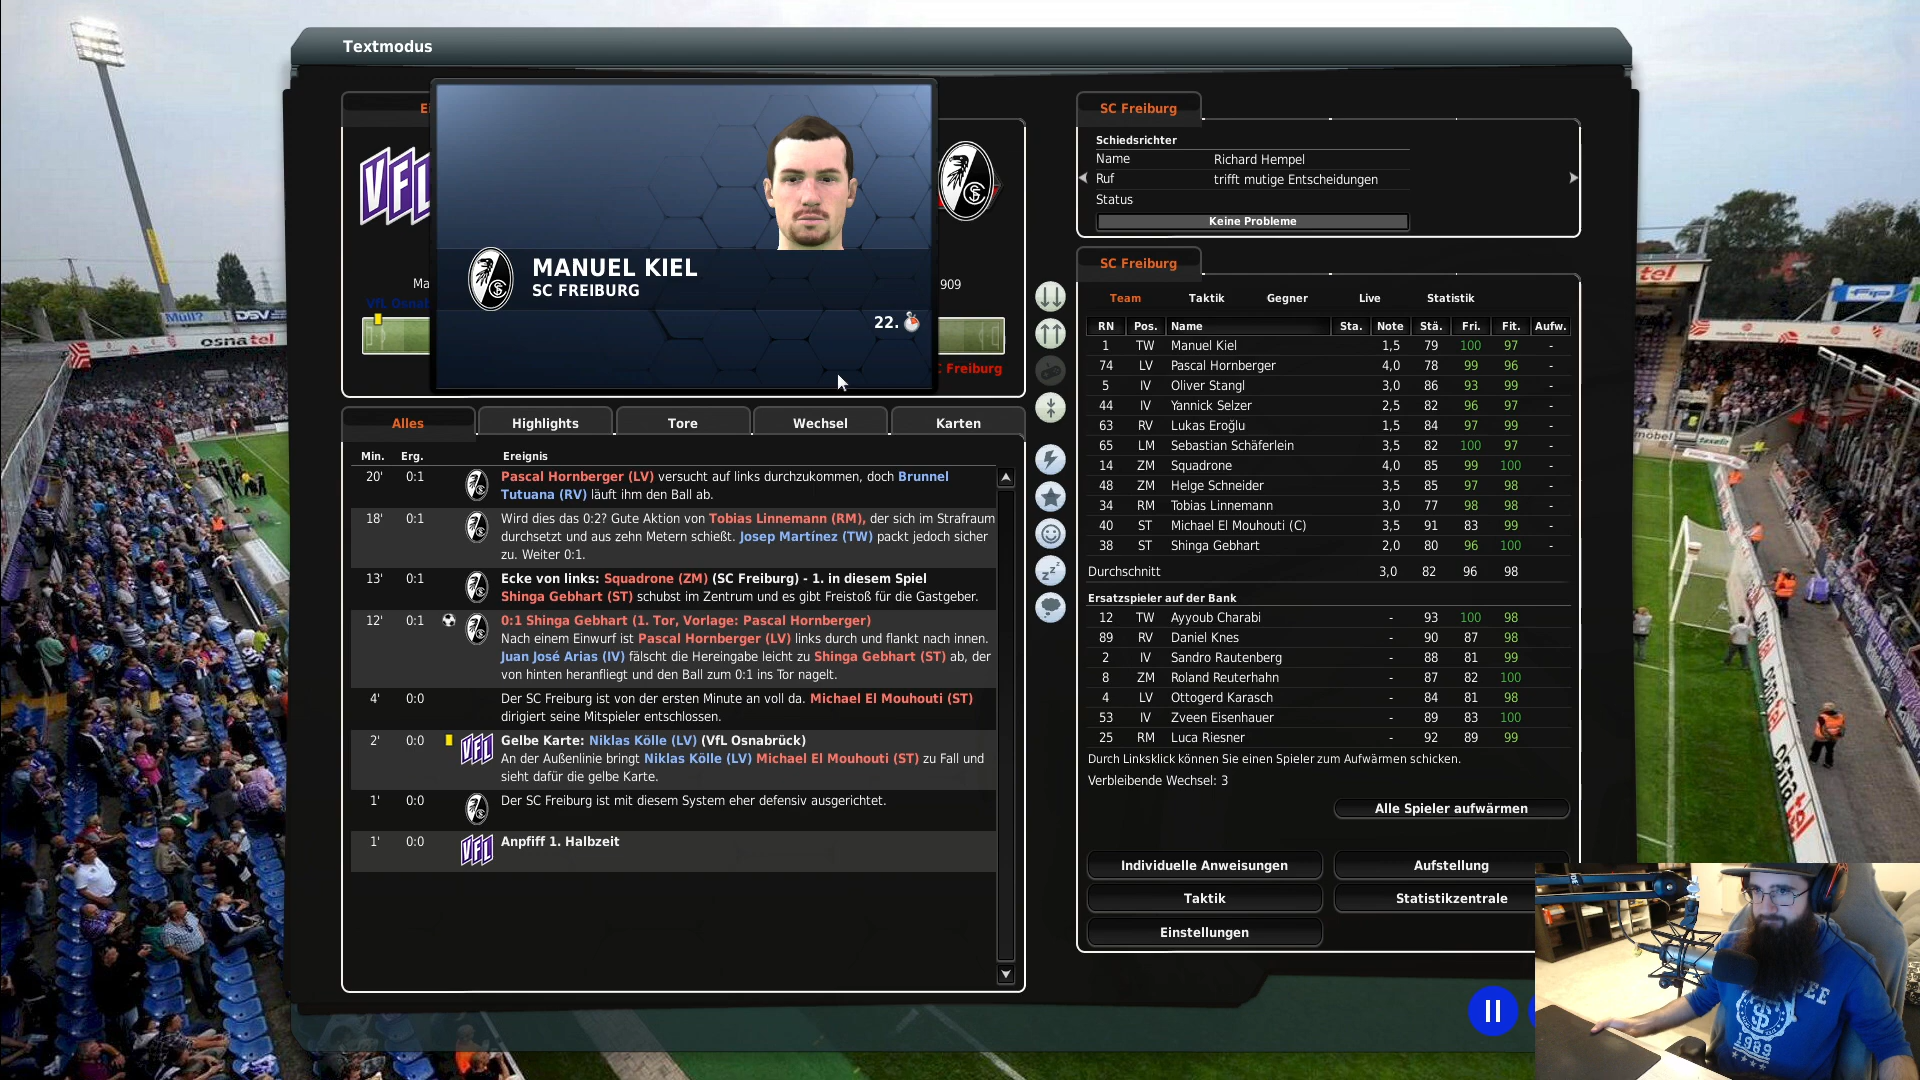 Textmodus
MANUEL KIEL
SC FREIBURG
22.
Ma
909
VfL Osnab
Freiburg
Alles
Highlights
Tore
Wechsel
Karten
Min. Erg. Ereignis
20' 0:1 Pascal Hornberger (LV) versucht auf links durchzukommen, doch Brunnel
Tutuana (RV) läuft ihm den Ball ab.
18' 0:1 Wird dies das 0:2? Gute Aktion von Tobias Linnemann (RM), der sich im Strafraum
durchsetzt und aus zehn Metern schießt. Josep Martínez (TW) packt jedoch sicher
zu. Weiter 0:1.
13' 0:1 Ecke von links: Squadrone (ZM) (SC Freiburg) - 1. in diesem Spiel
Shinga Gebhart (ST) schubst im Zentrum und es gibt Freistoß für die Gastgeber.
12' 0:1 0:1 Shinga Gebhart (1. Tor, Vorlage: Pascal Hornberger)
Nach einem Einwurf ist Pascal Hornberger (LV) links durch und flankt nach innen.
Juan José Arias (IV) fälscht die Hereingabe leicht zu Shinga Gebhart (ST) ab, der
von hinten heranfliegt und den Ball zum 0:1 ins Tor nagelt.
4' 0:0 Der SC Freiburg ist von der ersten Minute an voll da. Michael El Mouhouti (ST)
dirigiert seine Mitspieler entschlossen.
2' 0:0 Gelbe Karte: Niklas Kölle (LV) (VfL Osnabrück)
An der Außenlinie bringt Niklas Kölle (LV) Michael El Mouhouti (ST) zu Fall und
sieht dafür die gelbe Karte.
1' 0:0 Der SC Freiburg ist mit diesem System eher defensiv ausgerichtet.
1' 0:0 Anpfiff 1. Halbzeit
SC Freiburg
Schiedsrichter
Name Richard Hempel
Ruf trifft mutige Entscheidungen
Status
Keine Probleme
SC Freiburg
Team Taktik Gegner Live Statistik
RN Pos. Name Sta. Note Stä. Fri. Fit. Aufw.
1 TW Manuel Kiel 1,5 79 100 97 -
74 LV Pascal Hornberger 4,0 78 99 96 -
5 IV Oliver Stangl 3,0 86 93 99 -
44 IV Yannick Selzer 2,5 82 96 97 -
63 RV Lukas Eroğlu 1,5 84 97 99 -
65 LM Sebastian Schäferlein 3,5 82 100 97 -
14 ZM Squadrone 4,0 85 99 100 -
48 ZM Helge Schneider 3,5 85 97 98 -
34 RM Tobias Linnemann 3,0 77 98 98 -
40 ST Michael El Mouhouti (C) 3,5 91 83 99 -
38 ST Shinga Gebhart 2,0 80 96 100 -
Durchschnitt 3,0 82 96 98
Ersatzspieler auf der Bank
12 TW Ayyoub Charabi - 93 100 98
89 RV Daniel Knes - 90 87 98
2 IV Sandro Rautenberg - 88 81 99
8 ZM Roland Reuterhahn - 87 82 100
4 LV Ottogerd Karasch - 84 81 98
53 IV Zveen Eisenhauer - 89 83 100
25 RM Luca Riesner - 92 89 99
Durch Linksklick können Sie einen Spieler zum Aufwärmen schicken.
Verbleibende Wechsel: 3
Alle Spieler aufwärmen
Individuelle Anweisungen
Aufstellung
Taktik
Statistikzentrale
Einstellungen
VFL
Müll?
DSV
osnatel
1989